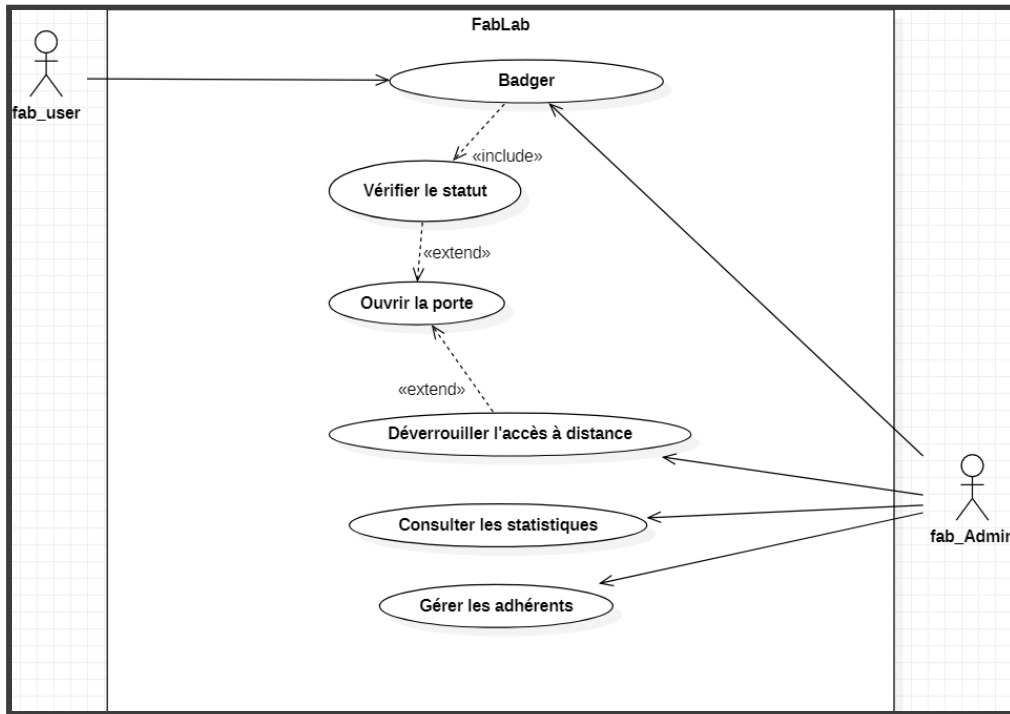 FabLab
Badger
fab_user
«include»
Vérifier le statut
«extend»
Ouvrir la porte
«extend»
Déverrouiller l'accès à distance
Consulter les statistiques
fab_Admin
Gérer les adhérents